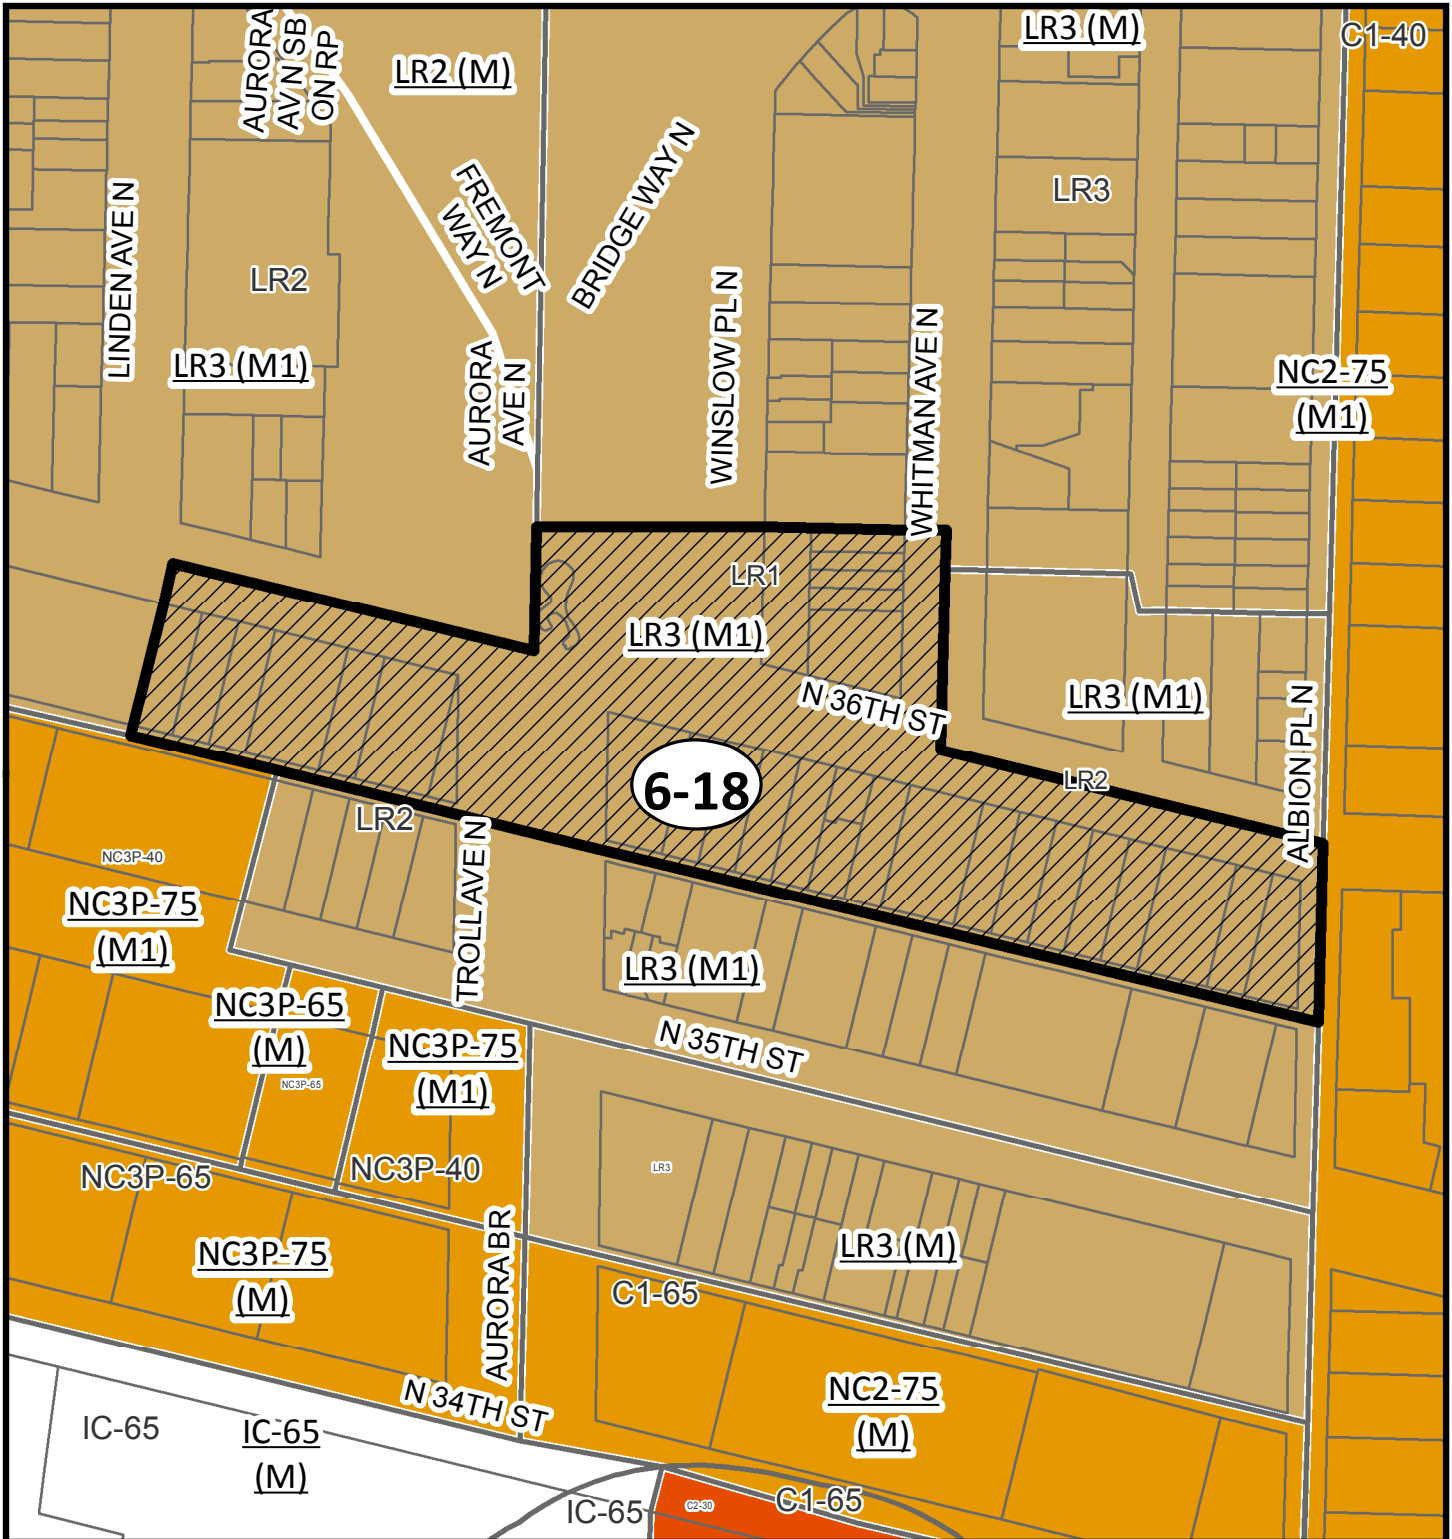 AURORA
AV N SB
ON RP
LR2 (M)
LR3 (M)
C1-40
LINDEN AVE N
FREMONT
WAY N
BRIDGE WAY N
LR3
LR2
WINSLOW PL N
WHITMAN AVE N
LR3 (M1)
AURORA
AVE N
NC2-75
(M1)
LR1
LR3 (M1)
N 36TH ST
LR3 (M1)
ALBION PL N
6-18
LR2
LR2
NC3P-40
TROLL AVE N
NC3P-75
(M1)
LR3 (M1)
NC3P-65
(M)
NC3P-65
NC3P-75
(M1)
N 35TH ST
NC3P-65
NC3P-40
LR3
NC3P-75
(M)
AURORA BR
LR3 (M)
C1-65
NC2-75
(M)
N 34TH ST
IC-65
IC-65
(M)
IC-65
C2-30
C1-65